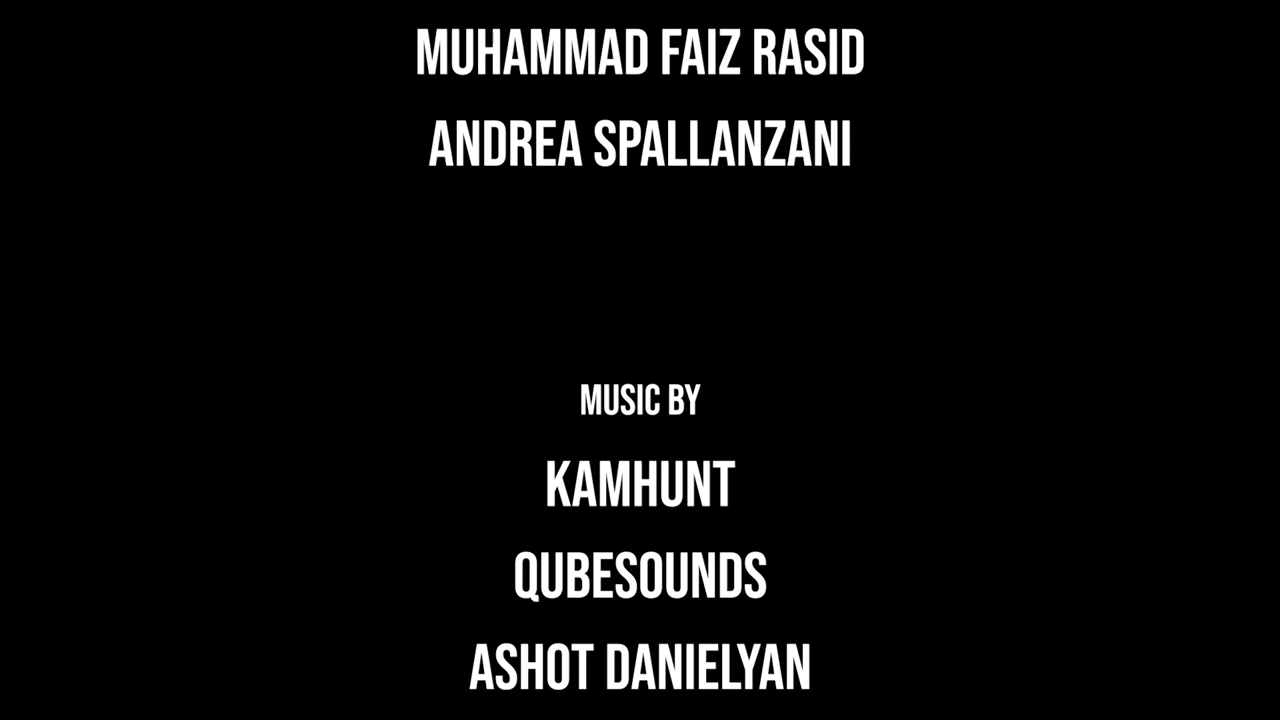 MUHAMMAD FAIZ RASID
ANDREA SPALLANZANI
MUSIC BY
KAMHUNT
QUBESOUNDS
ASHOT DANIELYAN